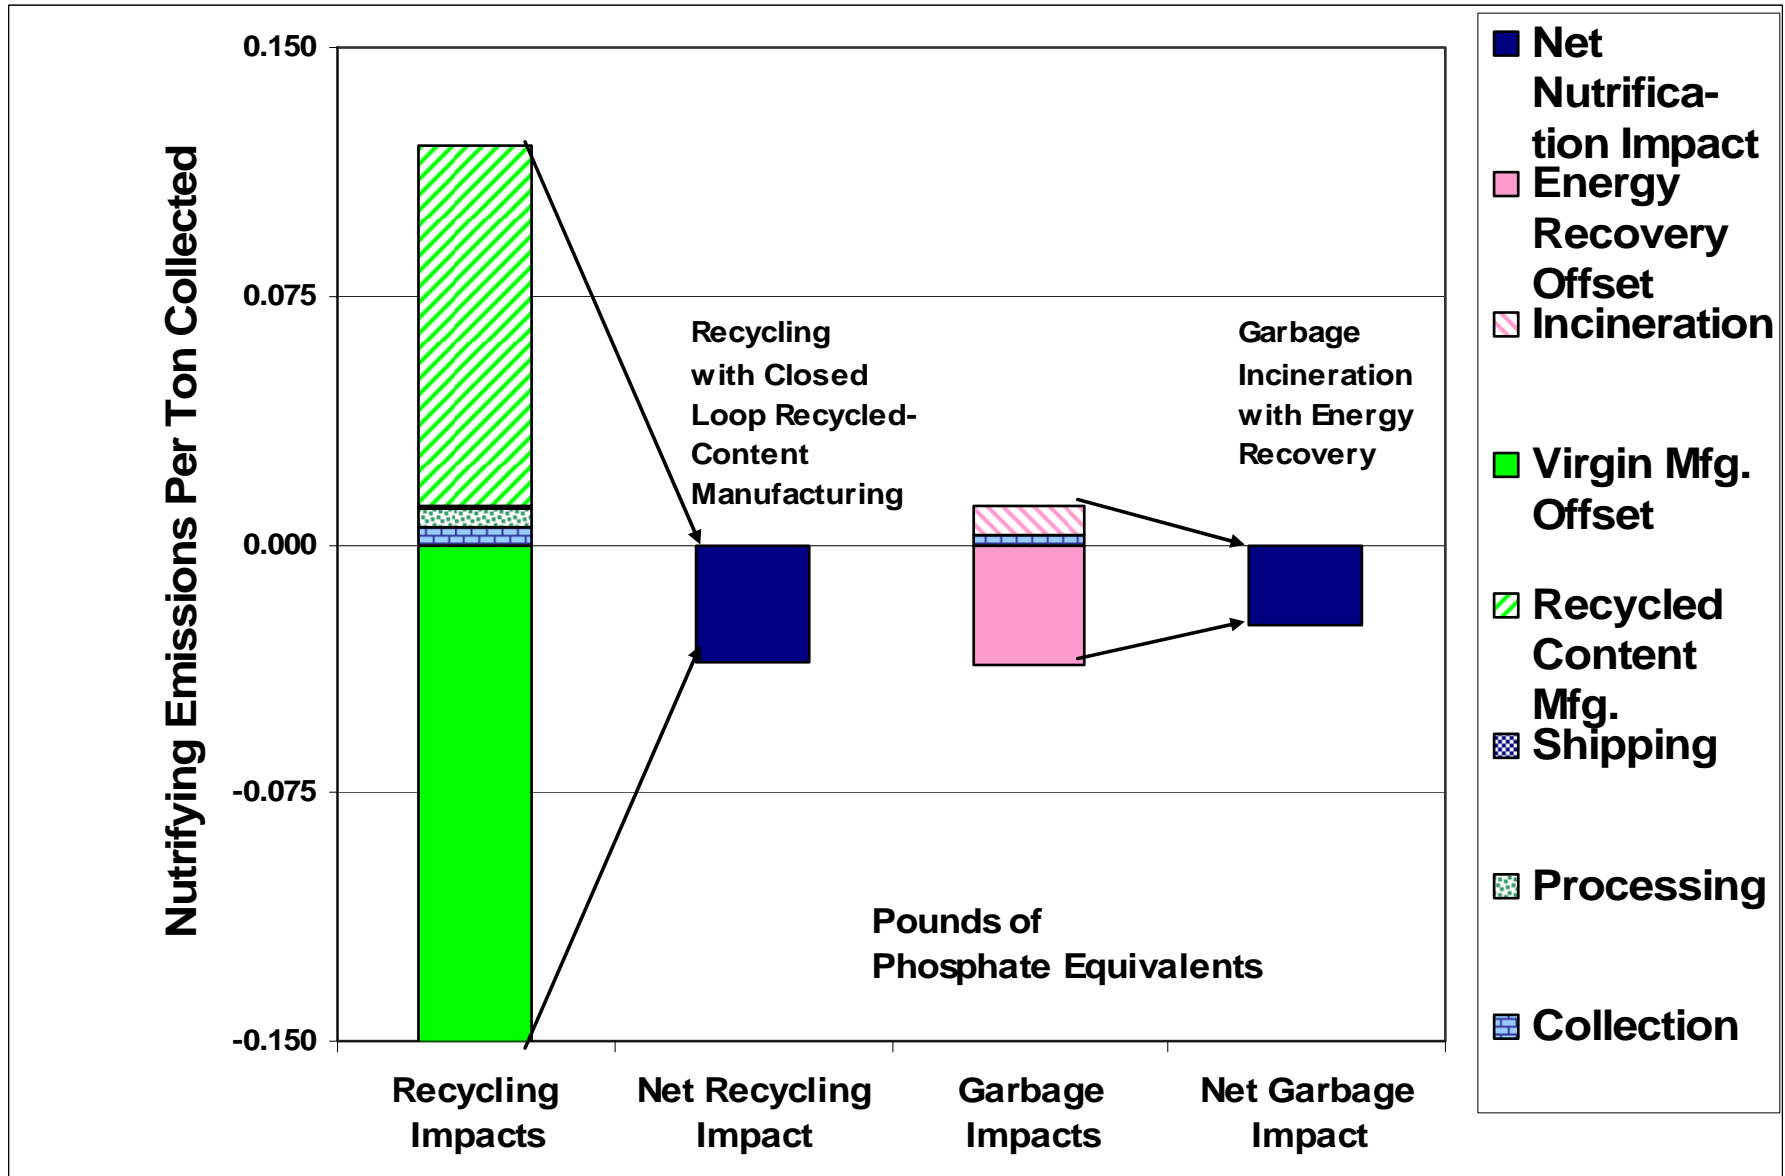 Nutrifying Emissions Per Ton Collected
0.150
0.075
0.000
-0.075
-0.150
Recycling
with Closed
Loop Recycled-
Content
Manufacturing
Garbage
Incineration
with Energy
Recovery
Pounds of
Phosphate Equivalents
Recycling
Impacts
Net Recycling
Impact
Garbage
Impacts
Net Garbage
Impact
Net
Nutrifica-
tion Impact
Energy
Recovery
Offset
Incineration
Virgin Mfg.
Offset
Recycled
Content
Mfg.
Shipping
Processing
Collection